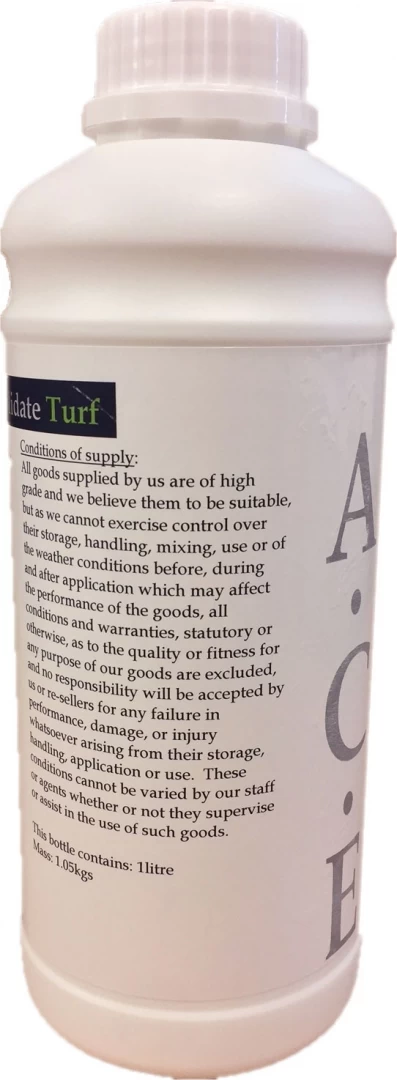 idate Turf
Conditions of supply:
All goods supplied by us are of high
grade and we believe them to be suitable,
but as we cannot exercise control over
their storage, handling, mixing, use or of
the weather conditions before, during
and after application which may affect
the performance of the goods, all
conditions and warranties, statutory or
otherwise, as to the quality or fitness for
any purpose of our goods are excluded,
and no responsibility will be accepted by
us or re-sellers for any failure in
performance, damage, or injury
whatsoever arising from their storage,
handling, application or use. These
conditions cannot be varied by our staff
or agents whether or not they supervise
or assist in the use of such goods.
This bottle contains: 1litre
Mass: 1.05kgs
A.C.E